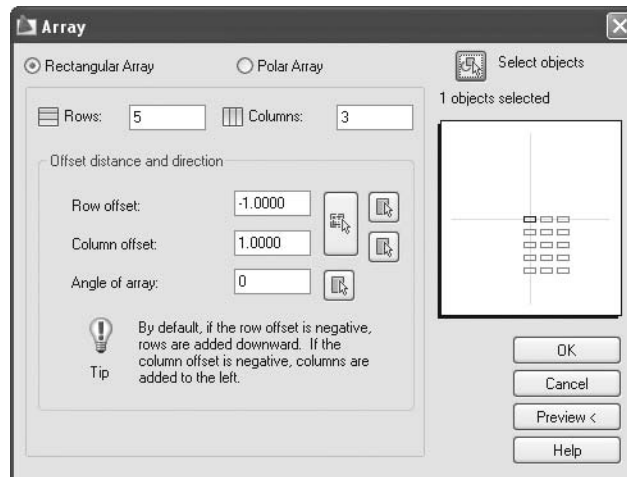 Array
Rectangular Array
Polar Array
Select objects
1 objects selected
Rows: 5
Columns: 3
Offset distance and direction
Row offset: -1.0000
Column offset: 1.0000
Angle of array: 0
Tip
By default, if the row offset is negative,
rows are added downward. If the
column offset is negative, columns are
added to the left.
OK
Cancel
Preview <
Help